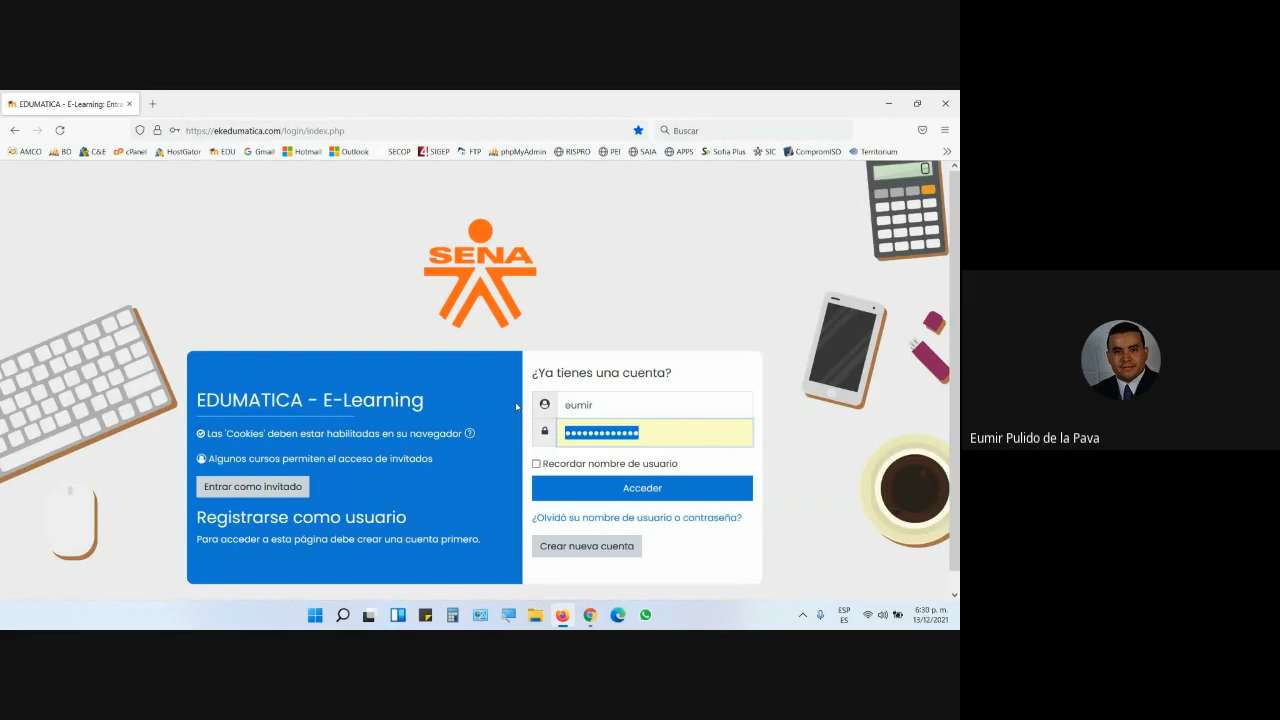 EDUMATICA - E-Learning: Entra
https://ekedumatica.com/login/index.php
Buscar
AMCO BD C&E cPanel HostGator EDU Gmail Hotmail Outlook SECOP SIGEP FTP phpMyAdmin RISPRO PEI SAIA APPS Sofia Plus SIC CompromISO Territorium
0
SENA
EDUMATICA - E-Learning
Las 'Cookies' deben estar habilitadas en su navegador
Algunos cursos permiten el acceso de invitados
Entrar como invitado
Registrarse como usuario
Para acceder a esta página debe crear una cuenta primero.
¿Ya tienes una cuenta?
eumir
Recordar nombre de usuario
Acceder
¿Olvidó su nombre de usuario o contraseña?
Crear nueva cuenta
ESP
ES
6:30 p. m.
13/12/2021
Eumir Pulido de la Pava